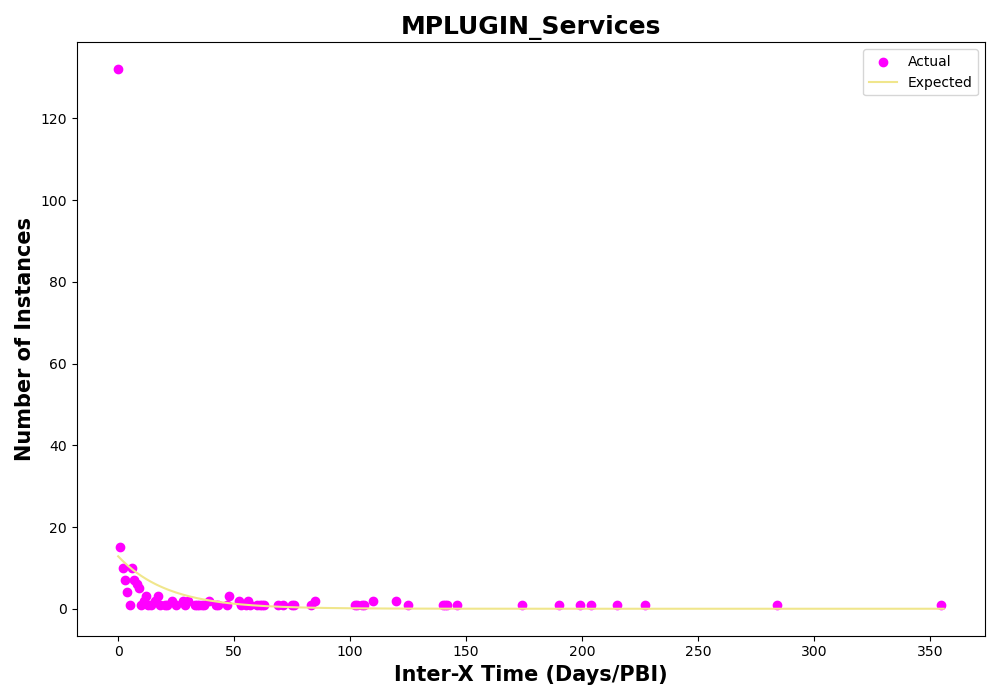 MPLUGIN_Services
Actual
Expected
Number of Instances
120
100
80
60
40
20
0
0 50 100 150 200 250 300 350
Inter-X Time (Days/PBI)